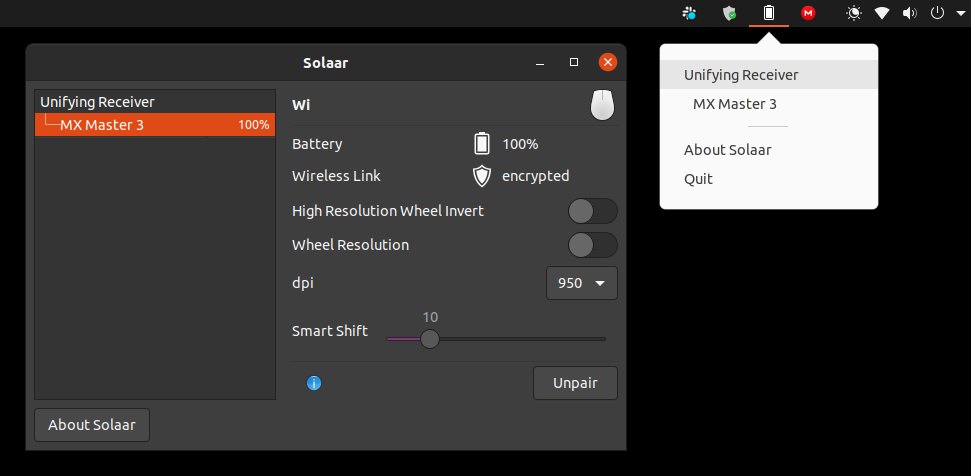 Solaar
Unifying Receiver
MX Master 3 100%
About Solaar
Wi
Battery 100%
Wireless Link encrypted
High Resolution Wheel Invert
Wheel Resolution
dpi 950
10
Smart Shift
Unpair
Unifying Receiver
MX Master 3
About Solaar
Quit